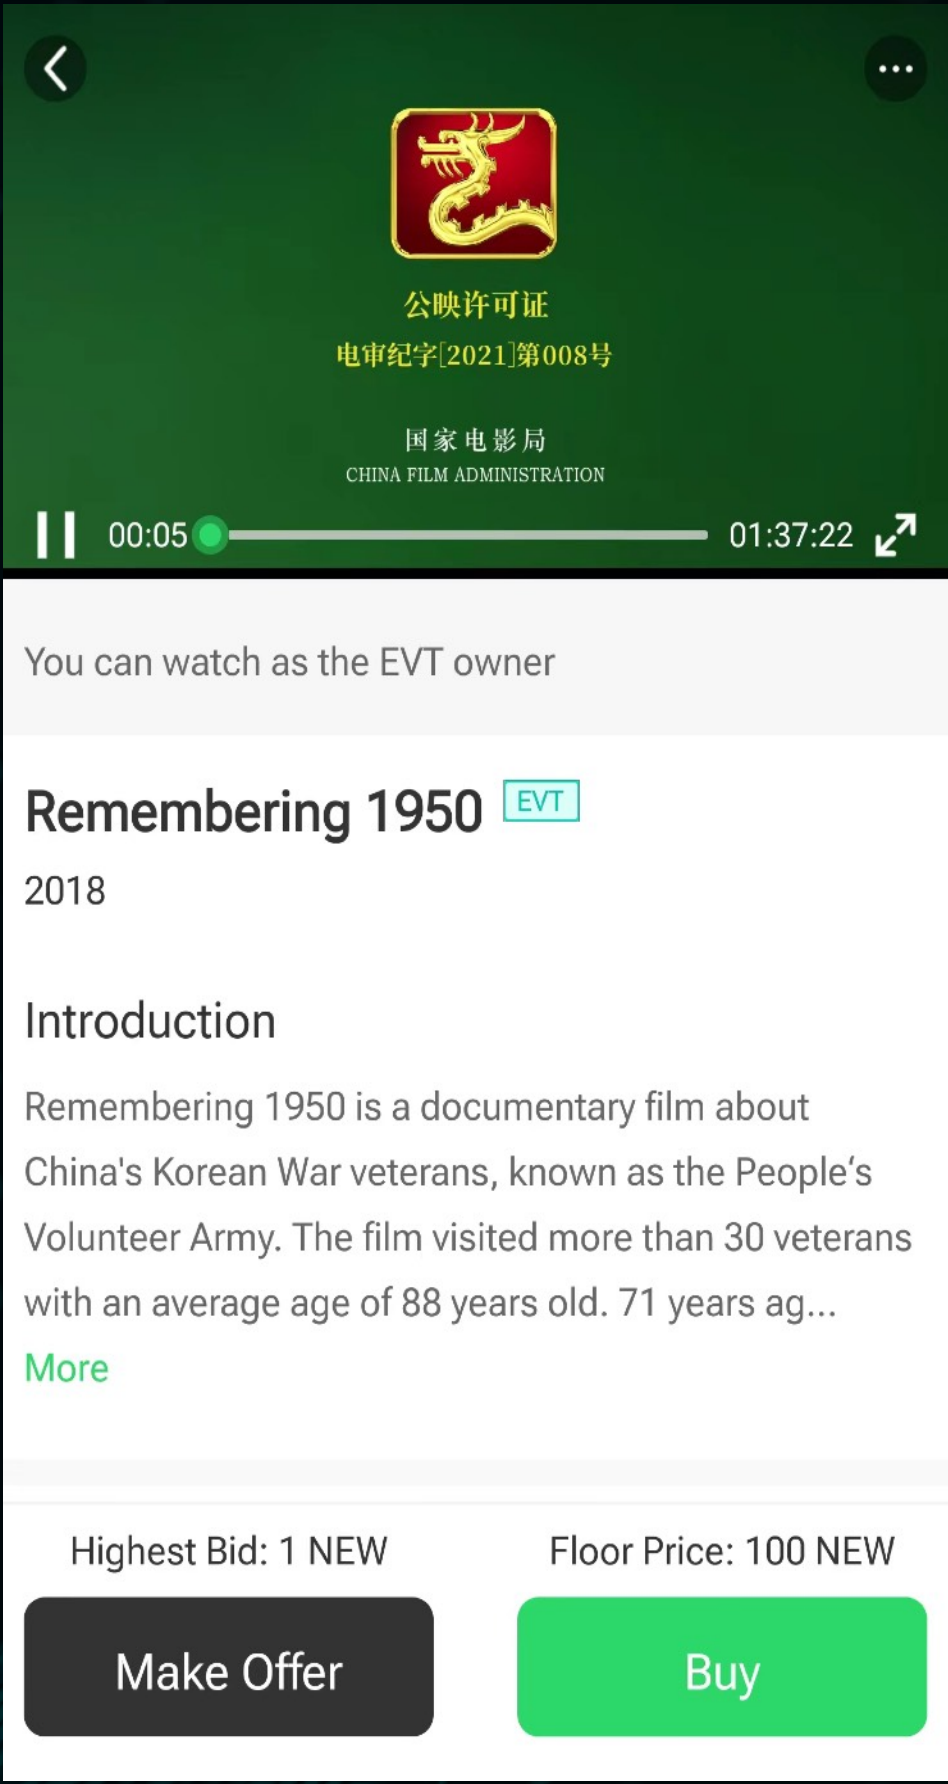 公映许可证
电审纪字[2021]第008号
国家电影局
CHINA FILM ADMINISTRATION
00:05
01:37:22
You can watch as the EVT owner
Remembering 1950 EVT
2018
Introduction
Remembering 1950 is a documentary film about
China's Korean War veterans, known as the People‘s
Volunteer Army. The film visited more than 30 veterans
with an average age of 88 years old. 71 years ag...
More
Highest Bid: 1 NEW
Floor Price: 100 NEW
Make Offer
Buy